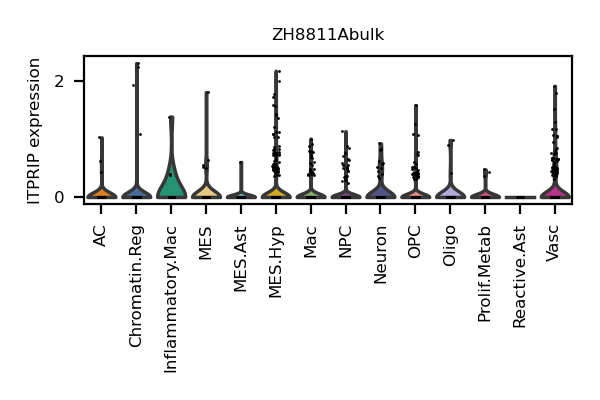 ZH8811Abulk
ITPRIP expression
2
0
AC
Chromatin.Reg
Inflammatory.Mac
MES
MES.Ast
MES.Hyp
Mac
NPC
Neuron
OPC
Oligo
Prolif.Metab
Reactive.Ast
Vasc